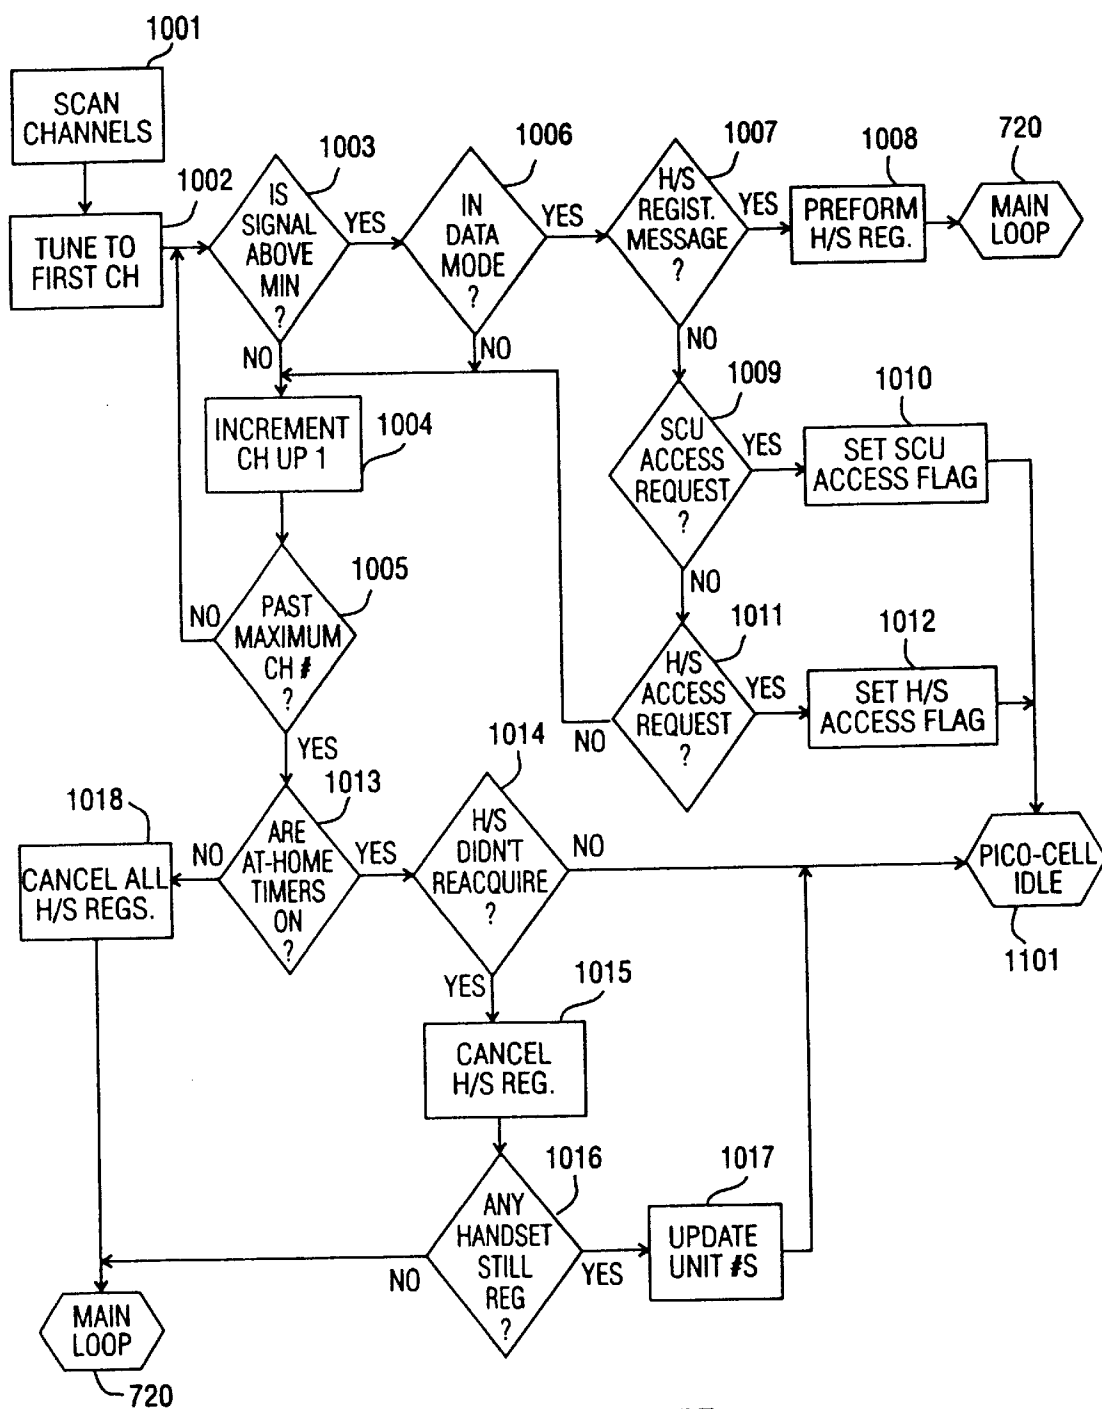 1001
SCAN
CHANNELS
1002
TUNE TO
FIRST CH
1003
IS
SIGNAL
ABOVE
MIN
?
YES
NO
1006
IN
DATA
MODE
?
YES
NO
1007
H/S
REGIST.
MESSAGE
?
YES
NO
1008
PREFORM
H/S REG.
720
MAIN
LOOP
1004
INCREMENT
CH UP 1
1009
SCU
ACCESS
REQUEST
?
YES
NO
1010
SET SCU
ACCESS FLAG
1005
PAST
MAXIMUM
CH #
?
NO
YES
1011
H/S
ACCESS
REQUEST
?
YES
NO
1012
SET H/S
ACCESS FLAG
1018
CANCEL ALL
H/S REGS.
1013
ARE
AT-HOME
TIMERS
ON
?
NO
YES
1014
H/S
DIDN'T
REACQUIRE
?
NO
YES
PICO-CELL
IDLE
1101
1015
CANCEL
H/S REG.
1016
ANY
HANDSET
STILL
REG
?
NO
YES
1017
UPDATE
UNIT #S
MAIN
LOOP
720